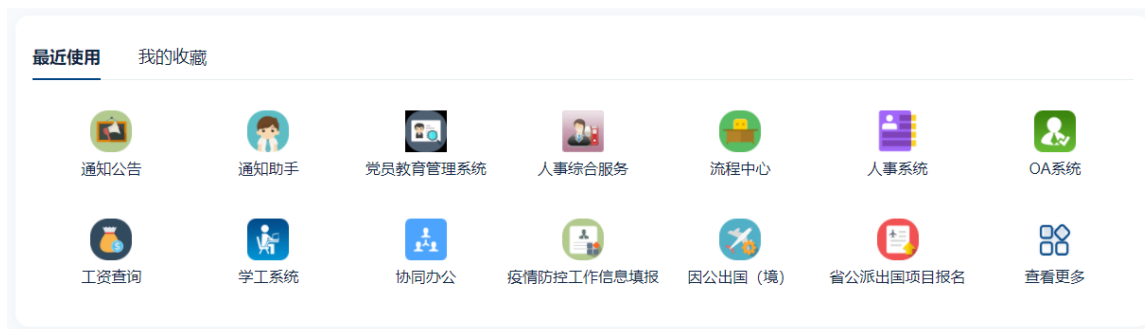 最近使用 我的收藏
通知公告 通知助手 党员教育管理系统 人事综合服务 流程中心 人事系统 OA系统
工资查询 学工系统 协同办公 疫情防控工作信息填报 因公出国（境） 省公派出国项目报名 查看更多